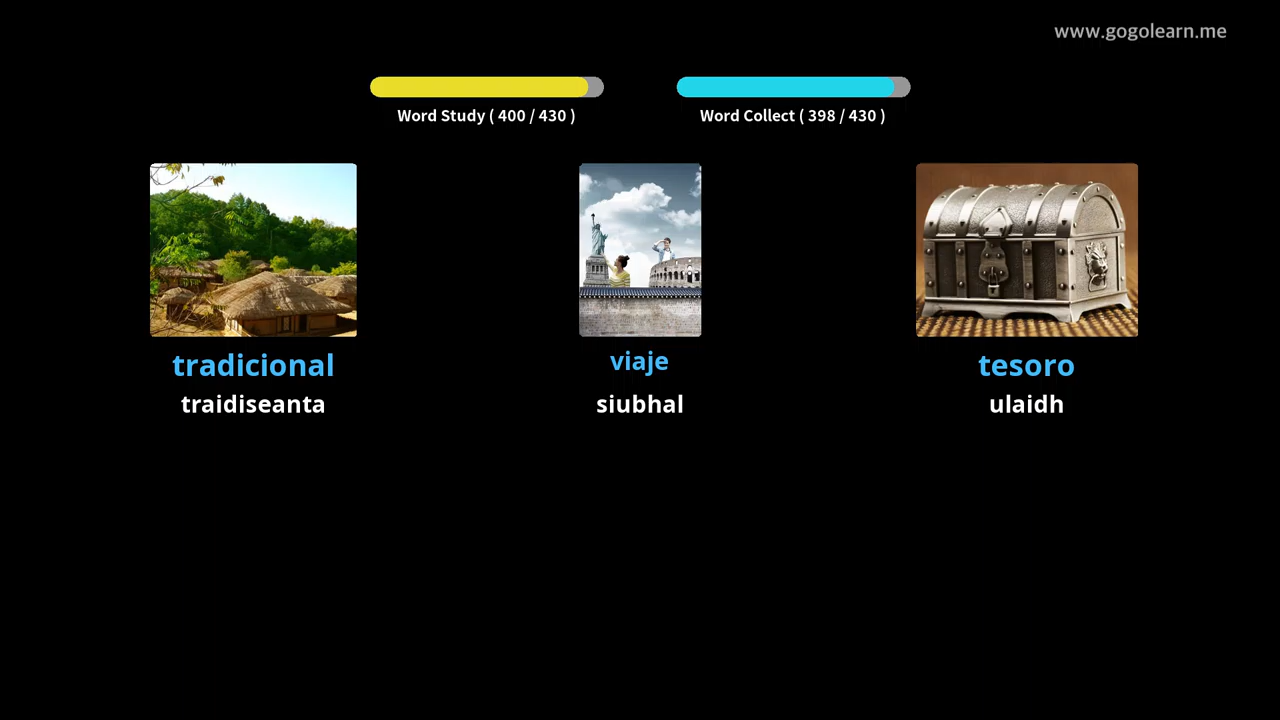 www.gogolearn.me
Word Study ( 400 / 430 )
Word Collect ( 398 / 430 )
tradicional
viaje
tesoro
traidiseanta
siubhal
ulaidh